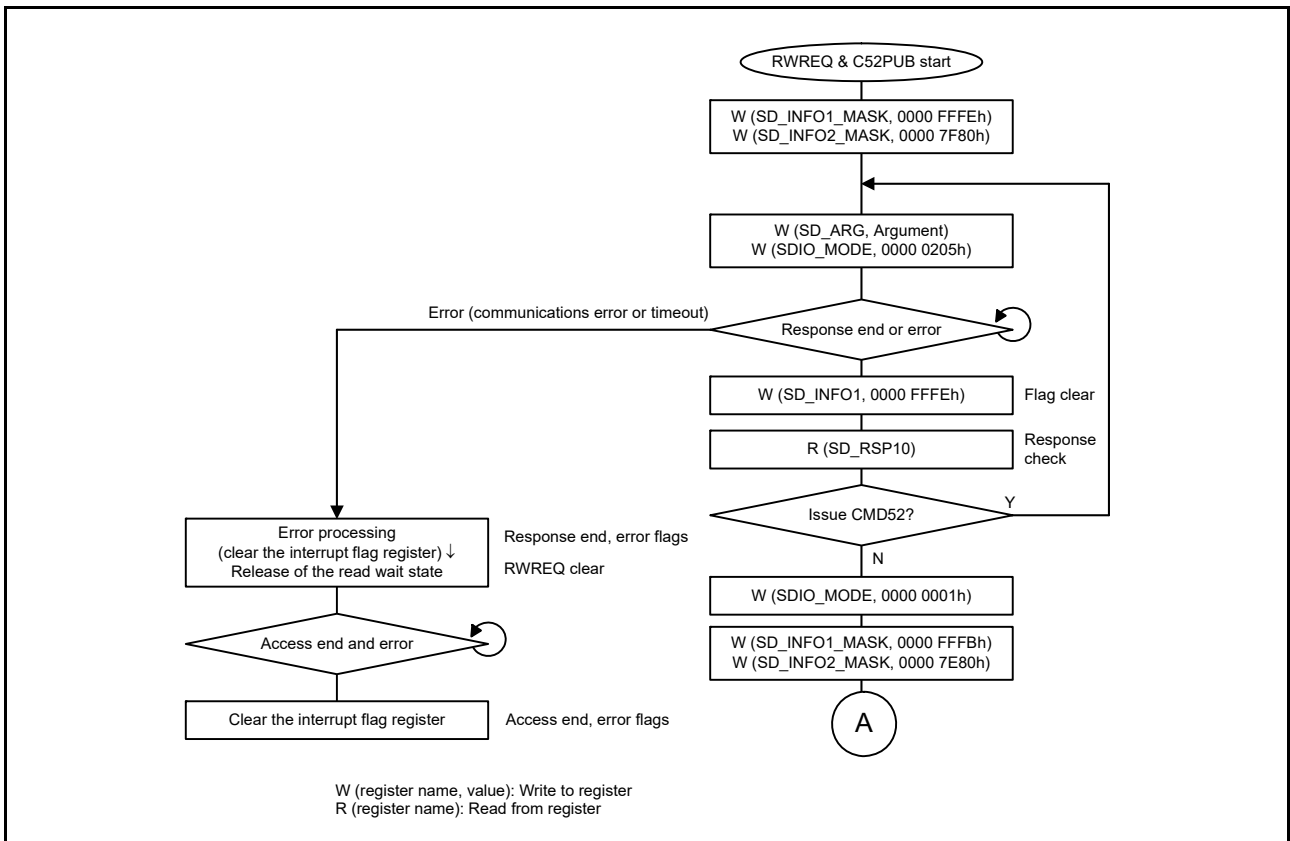 RWREQ & C52PUB start
W (SD_INFO1_MASK, 0000 FFFEh)
W (SD_INFO2_MASK, 0000 7F80h)
W (SD_ARG, Argument)
W (SDIO_MODE, 0000 0205h)
Error (communications error or timeout)
Response end or error
W (SD_INFO1, 0000 FFFEh)
Flag clear
R (SD_RSP10)
Response
check
Issue CMD52?
Y
N
Error processing
(clear the interrupt flag register) ↓
Release of the read wait state
Response end, error flags
RWREQ clear
W (SDIO_MODE, 0000 0001h)
Access end and error
W (SD_INFO1_MASK, 0000 FFFBh)
W (SD_INFO2_MASK, 0000 7E80h)
Clear the interrupt flag register
Access end, error flags
A
W (register name, value): Write to register
R (register name): Read from register